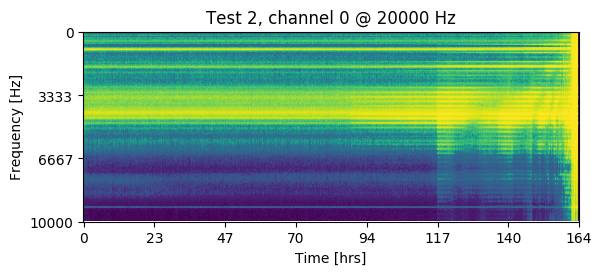 Test 2, channel 0 @ 20000 Hz
Frequency [Hz]
0
3333
6667
10000
0 23 47 70 94 117 140 164
Time [hrs]